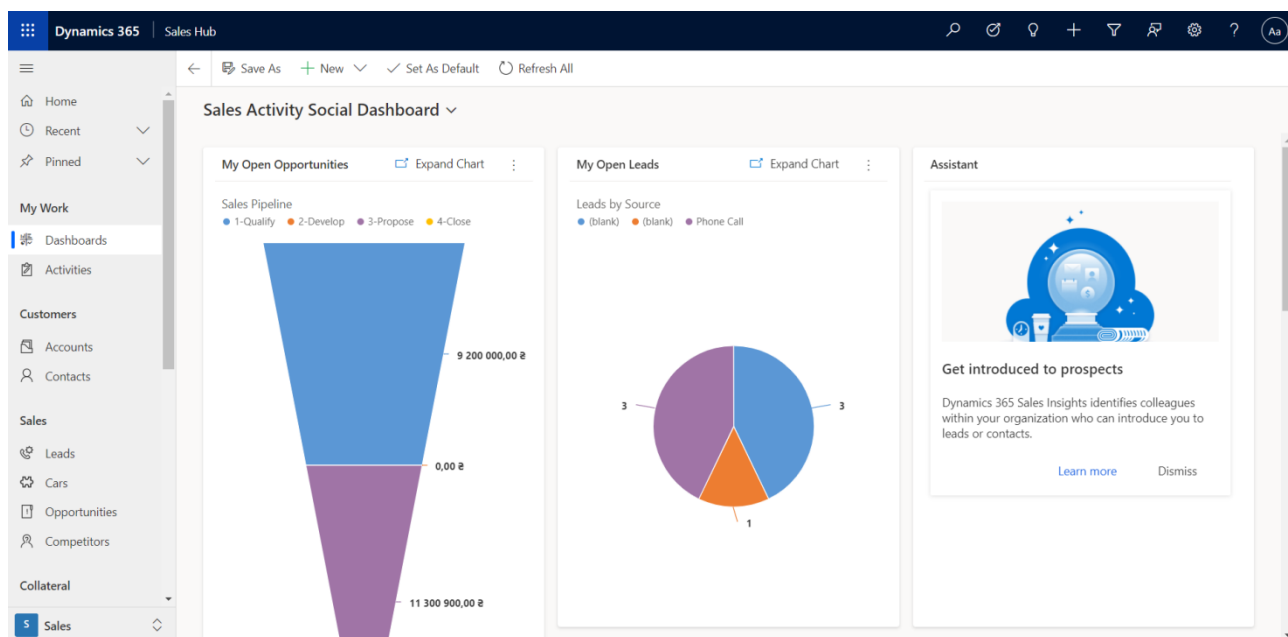 Dynamics 365 Sales Hub
Aa
Save As New Set As Default Refresh All
Home
Recent
Pinned
My Work
Dashboards
Activities
Customers
Accounts
Contacts
Sales
Leads
Cars
Opportunities
Competitors
Collateral
S Sales
Sales Activity Social Dashboard
My Open Opportunities Expand Chart
Sales Pipeline
1-Qualify 2-Develop 3-Propose 4-Close
9 200 000,00 ₴
0,00 ₴
11 300 900,00 ₴
My Open Leads Expand Chart
Leads by Source
(blank) (blank) Phone Call
3
3
1
Assistant
Get introduced to prospects
Dynamics 365 Sales Insights identifies colleagues
within your organization who can introduce you to
leads or contacts.
Learn more Dismiss